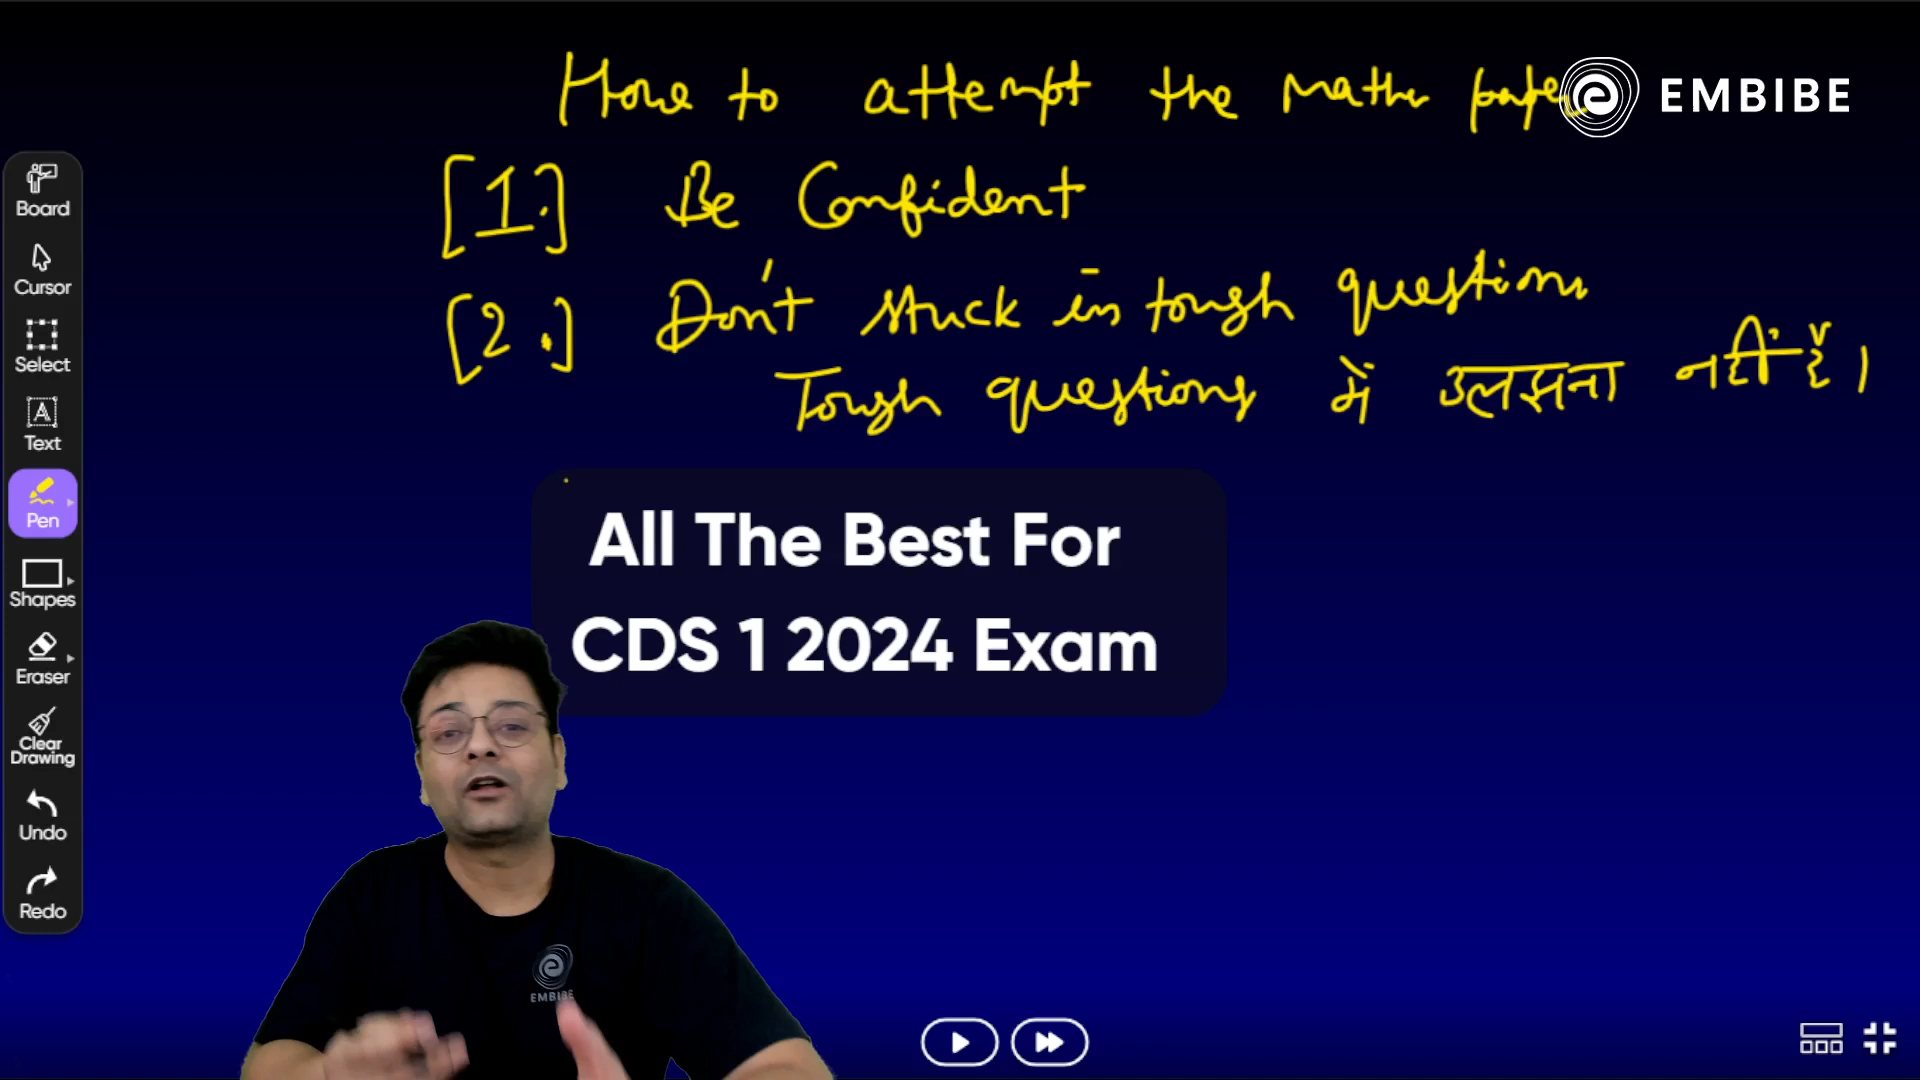 How to attempt the Maths pape
EMBIBE
[1.] Be Confident
[2.] Don't stuck in tough questions
Tough questions में उलझना नहीं है।
All The Best For
CDS 1 2024 Exam
Board
Cursor
Select
Text
Pen
Shapes
Eraser
Clear
Drawing
Undo
Redo
EMBIBE